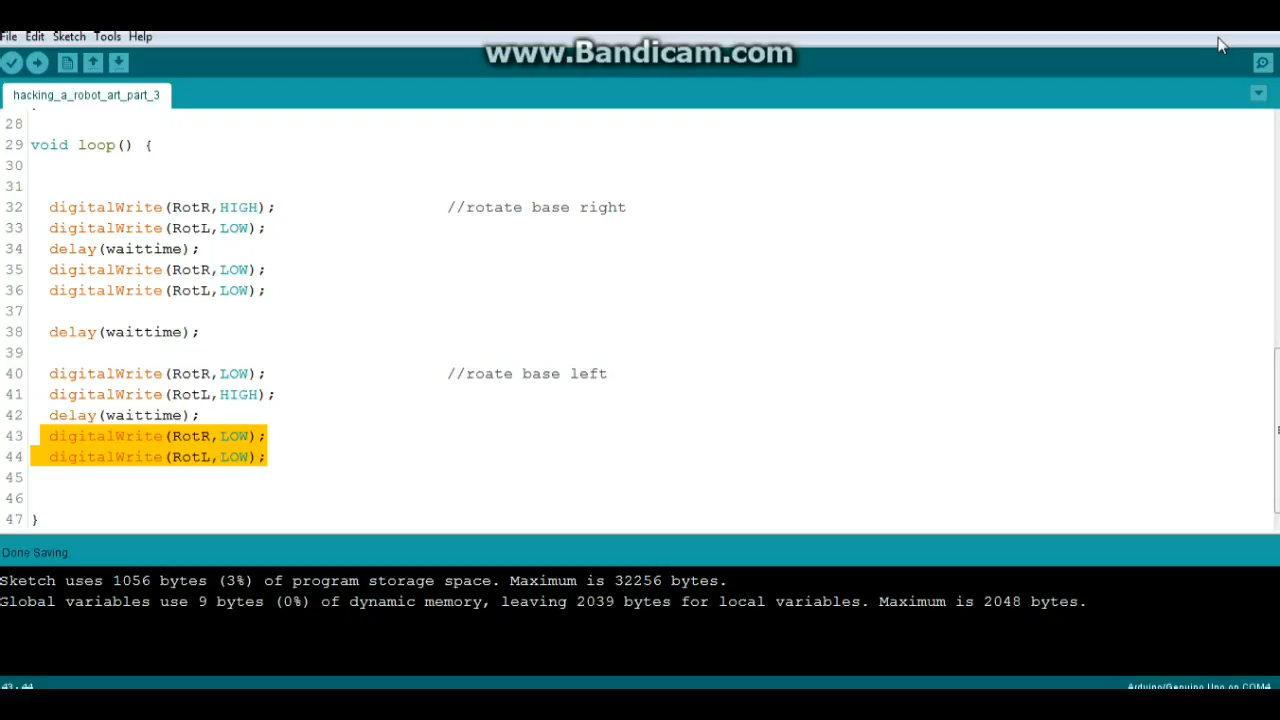 File Edit Sketch Tools Help
www.Bandicam.com
hacking_a_robot_art_part_3
28
29 void loop() {
30
31
32 digitalWrite(RotR,HIGH); //rotate base right
33 digitalWrite(RotL,LOW);
34 delay(waittime);
35 digitalWrite(RotR,LOW);
36 digitalWrite(RotL,LOW);
37
38 delay(waittime);
39
40 digitalWrite(RotR,LOW); //roate base left
41 digitalWrite(RotL,HIGH);
42 delay(waittime);
43 digitalWrite(RotR,LOW);
44 digitalWrite(RotL,LOW);
45
46
47 }
Done Saving.
Sketch uses 1056 bytes (3%) of program storage space. Maximum is 32256 bytes.
Global variables use 9 bytes (0%) of dynamic memory, leaving 2039 bytes for local variables. Maximum is 2048 bytes.
43 - 44 Arduino/Genuino Uno on COM4